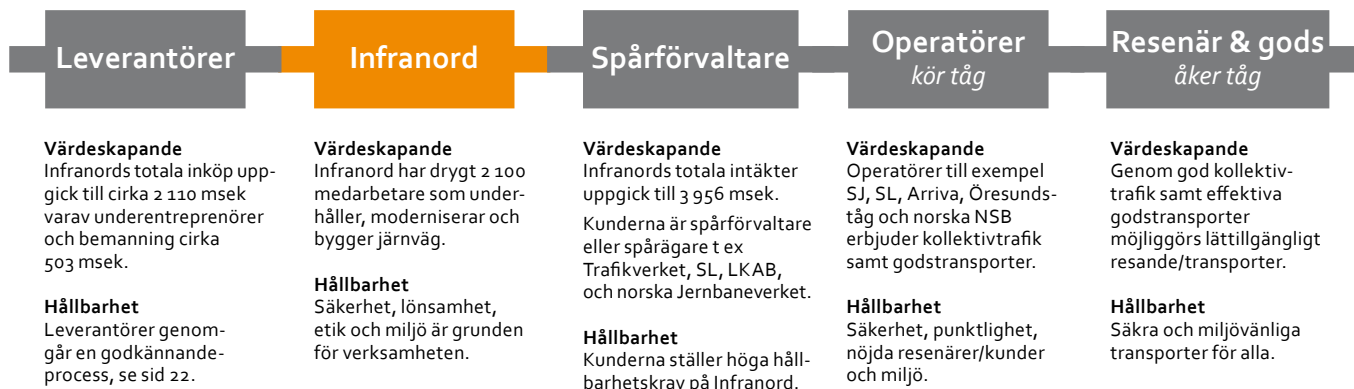 Leverantörer
Infranord
Spårförvaltare
Operatörer
kör tåg
Resenär & gods
åker tåg
Värdeskapande
Infranords totala inköp upp-
gick till cirka 2 110 msek
varav underentreprenörer
och bemanning cirka
503 msek.
Hållbarhet
Leverantörer genom-
går en godkännande-
process, se sid 22.
Värdeskapande
Infranord har drygt 2 100
medarbetare som under-
håller, moderniserar och
bygger järnväg.
Hållbarhet
Säkerhet, lönsamhet,
etik och miljö är grunden
för verksamheten.
Värdeskapande
Infranords totala intäkter
uppgick till 3 956 msek.
Kunderna är spårförvaltare
eller spårägare t ex
Trafikverket, SL, LKAB,
och norska Jernbaneverket.
Hållbarhet
Kunderna ställer höga håll-
barhetskrav på Infranord.
Värdeskapande
Operatörer till exempel
SJ, SL, Arriva, Öresunds-
tåg och norska NSB
erbjuder kollektivtrafik
samt godstransporter.
Hållbarhet
Säkerhet, punktlighet,
nöjda resenärer/kunder
och miljö.
Värdeskapande
Genom god kollektiv-
trafik samt effektiva
godstransporter
möjliggörs lättillgängligt
resande/transporter.
Hållbarhet
Säkra och miljövänliga
transporter för alla.